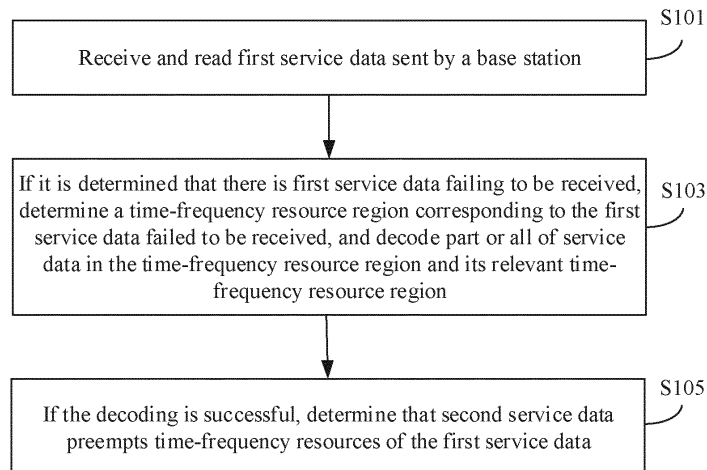 S101
Receive and read first service data sent by a base station
If it is determined that there is first service data failing to be received,
determine a time-frequency resource region corresponding to the first
S103
service data failed to be received, and decode part or all of service
data in the time-frequency resource region and its relevant time-
frequency resource region
S105
If the decoding is successful, determine that second service data
preempts time-frequency resources of the first service data